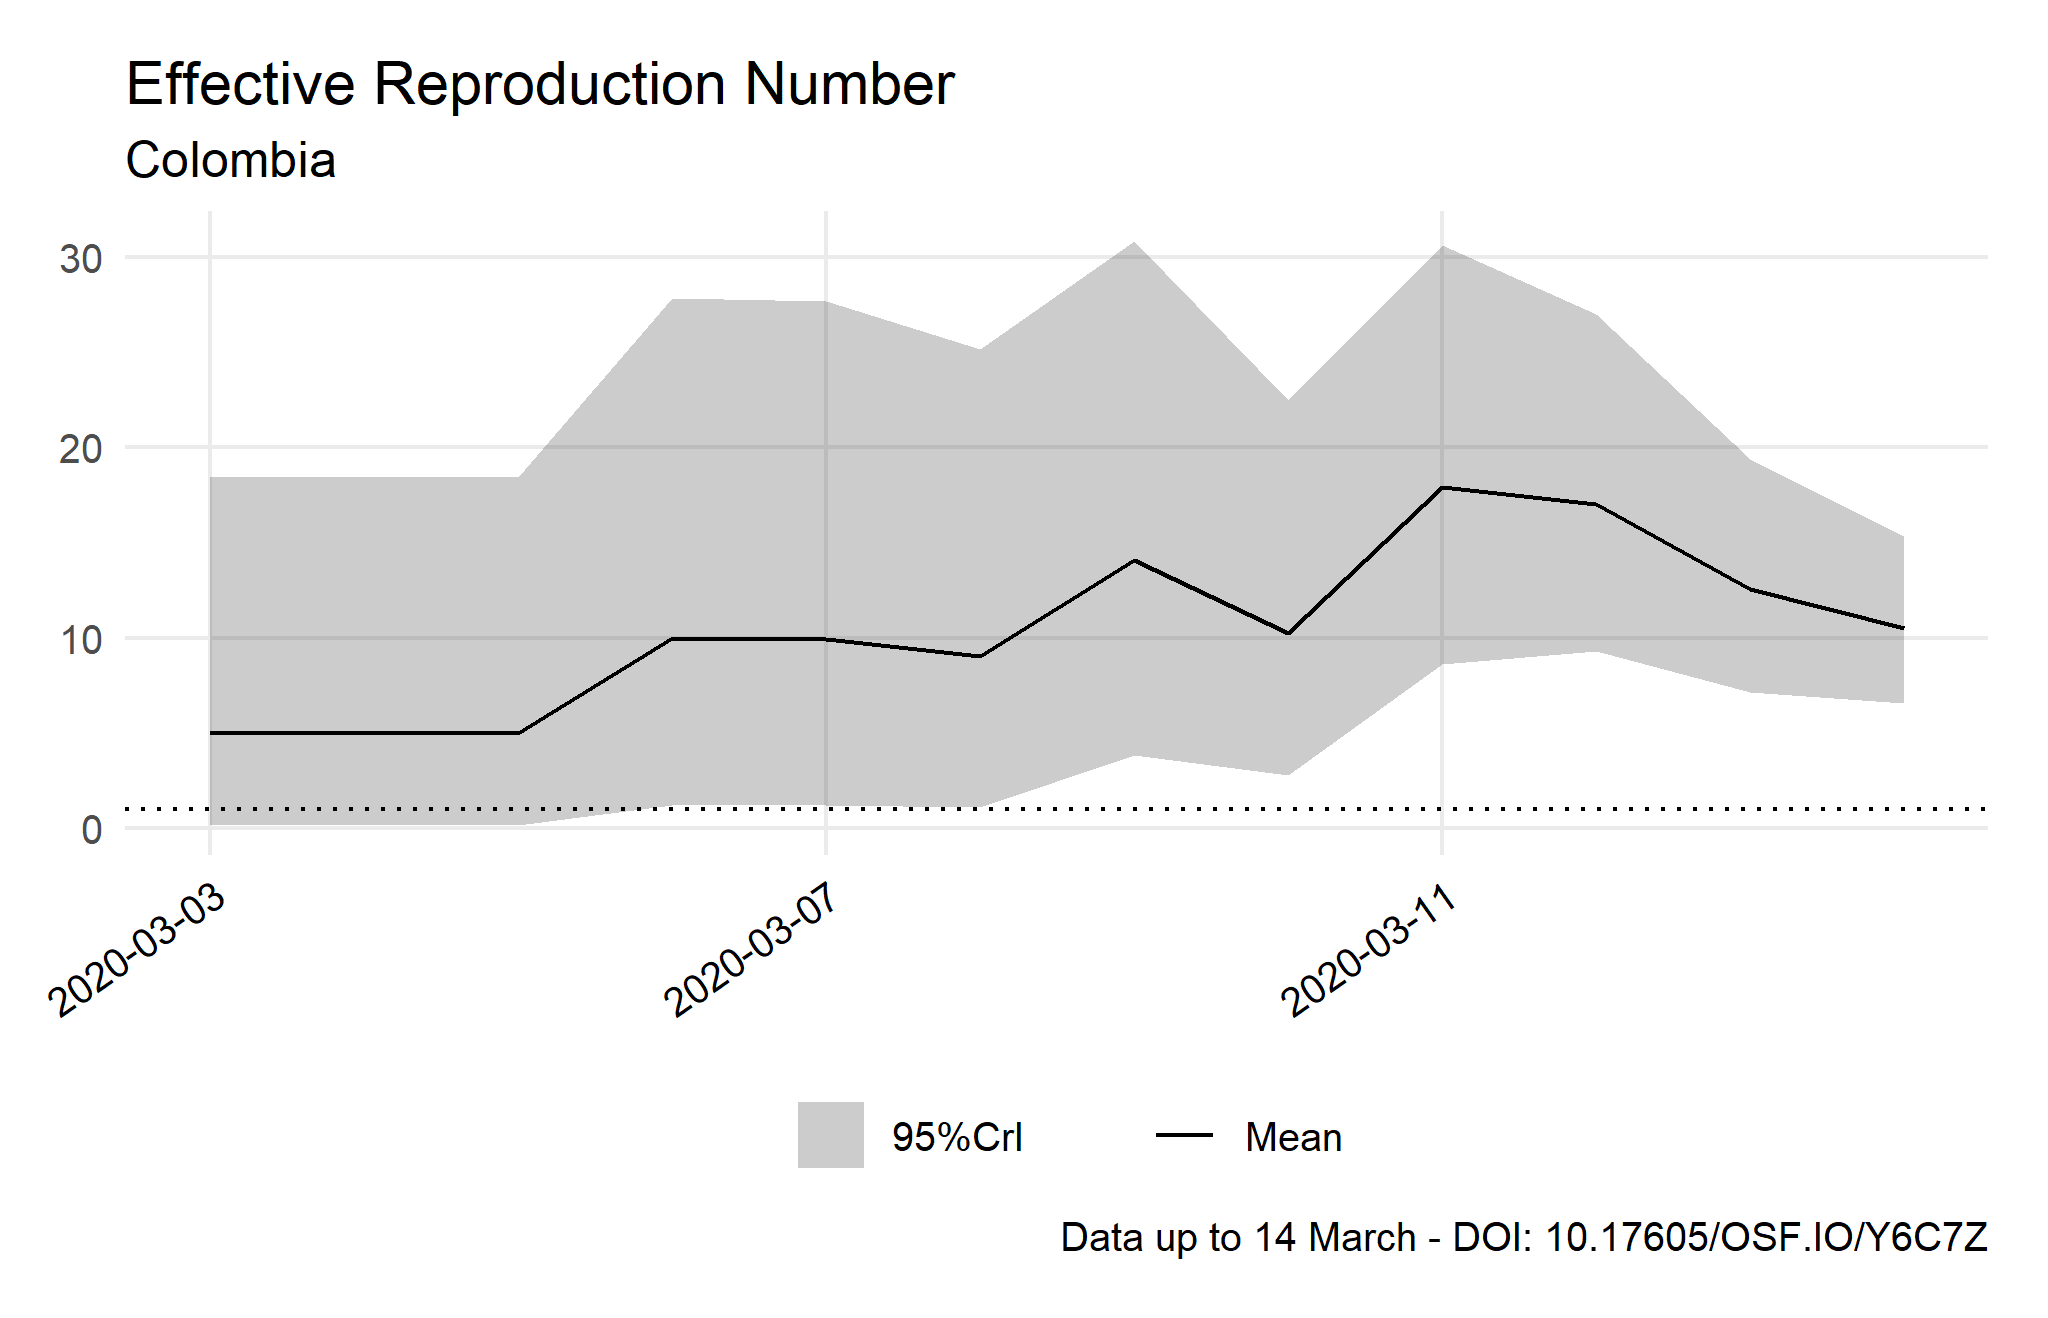 Effective Reproduction Number
Colombia
30
20
10
0
2020-03-03
2020-03-07
2020-03-11
95%CrI
Mean
Data up to 14 March - DOI: 10.17605/OSF.IO/Y6C7Z